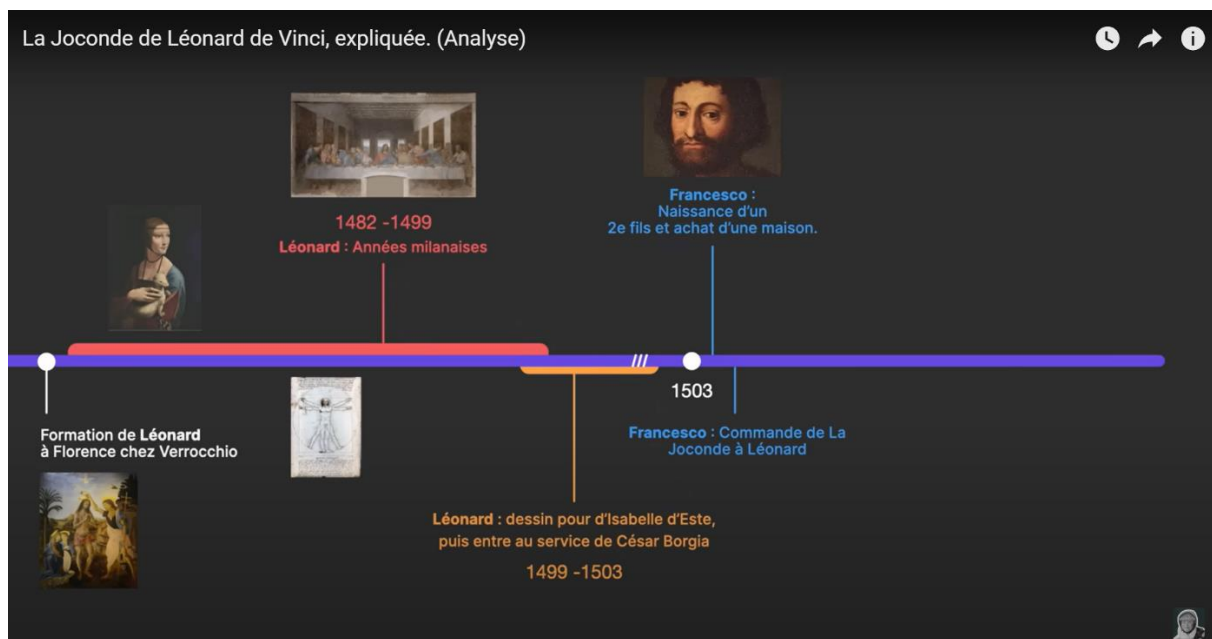 La Joconde de Léonard de Vinci, expliquée. (Analyse)
1482 -1499
Léonard : Années milanaises
Francesco :
Naissance d'un
2e fils et achat d'une maison.
1503
Formation de Léonard
à Florence chez Verrocchio
Francesco : Commande de La
Joconde à Léonard
Léonard : dessin pour d'Isabelle d'Este,
puis entre au service de César Borgia
1499 -1503